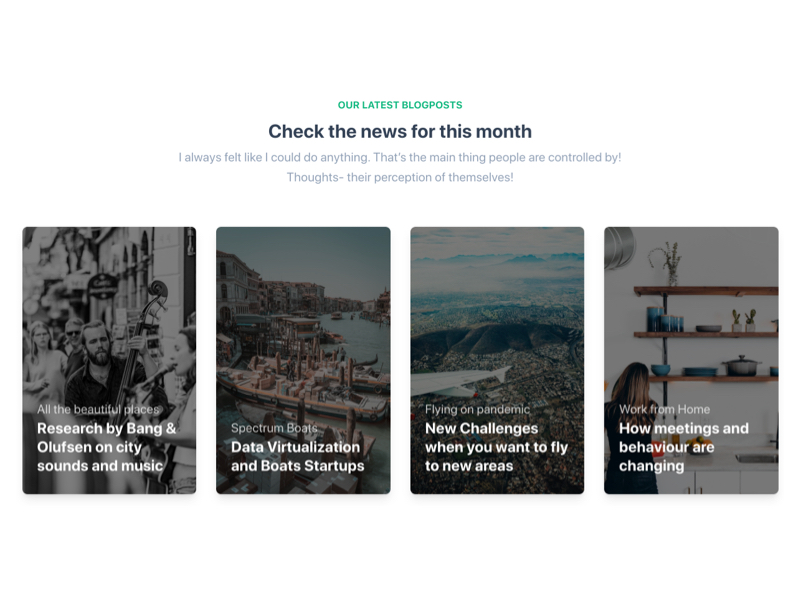 OUR LATEST BLOGPOSTS
Check the news for this month
I always felt like I could do anything. That's the main thing people are controlled by!
Thoughts- their perception of themselves!
All the beautiful places
Research by Bang &
Olufsen on city
sounds and music
Spectrum Boats
Data Virtualization
and Boats Startups
Flying on pandemic
New Challenges
when you want to fly
to new areas
Work from Home
How meetings and
behaviour are
changing